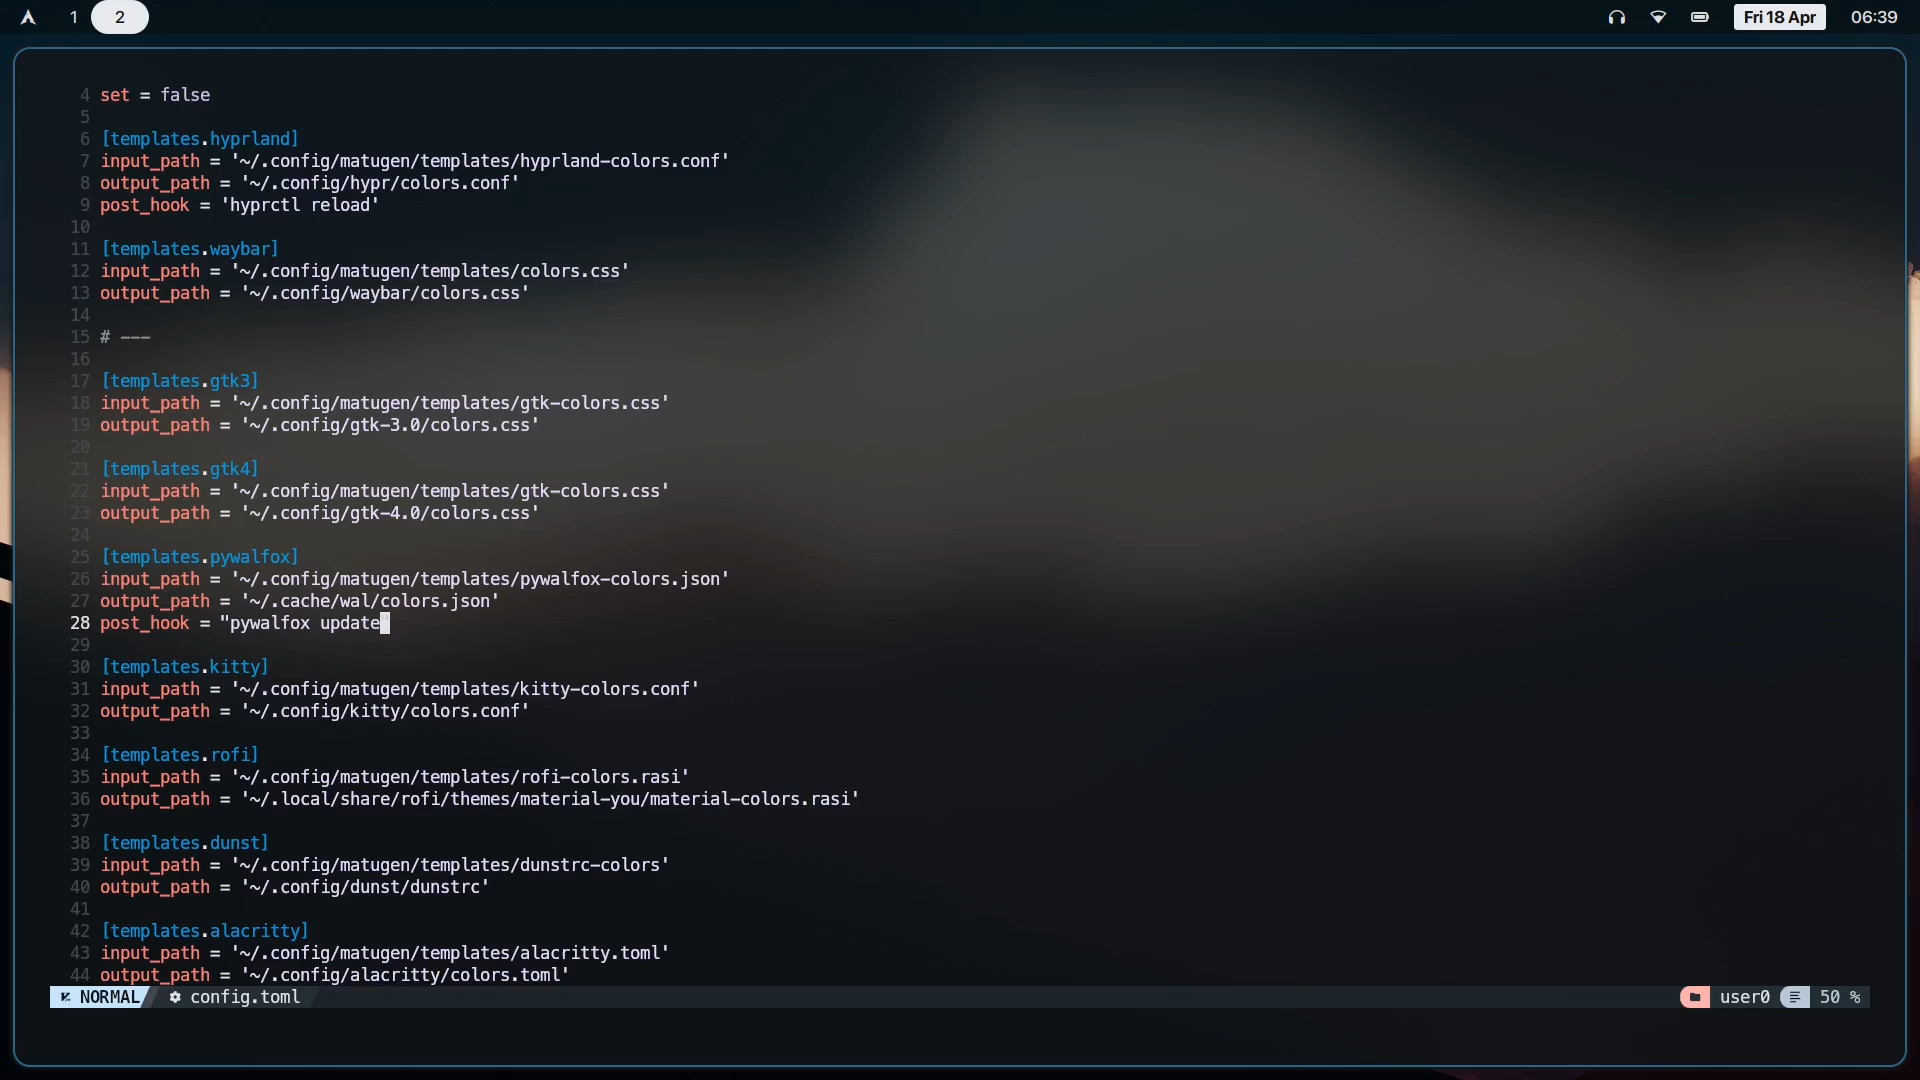 1 2 Fri 18 Apr 06:39
4 set = false
5
6 [templates.hyprland]
7 input_path = '~/.config/matugen/templates/hyprland-colors.conf'
8 output_path = '~/.config/hypr/colors.conf'
9 post_hook = 'hyprctl reload'
10
11 [templates.waybar]
12 input_path = '~/.config/matugen/templates/colors.css'
13 output_path = '~/.config/waybar/colors.css'
14
15 # ---
16
17 [templates.gtk3]
18 input_path = '~/.config/matugen/templates/gtk-colors.css'
19 output_path = '~/.config/gtk-3.0/colors.css'
20
21 [templates.gtk4]
22 input_path = '~/.config/matugen/templates/gtk-colors.css'
23 output_path = '~/.config/gtk-4.0/colors.css'
24
25 [templates.pywalfox]
26 input_path = '~/.config/matugen/templates/pywalfox-colors.json'
27 output_path = '~/.cache/wal/colors.json'
28 post_hook = "pywalfox update"
29
30 [templates.kitty]
31 input_path = '~/.config/matugen/templates/kitty-colors.conf'
32 output_path = '~/.config/kitty/colors.conf'
33
34 [templates.rofi]
35 input_path = '~/.config/matugen/templates/rofi-colors.rasi'
36 output_path = '~/.local/share/rofi/themes/material-you/material-colors.rasi'
37
38 [templates.dunst]
39 input_path = '~/.config/matugen/templates/dunstrc-colors'
40 output_path = '~/.config/dunst/dunstrc'
41
42 [templates.alacritty]
43 input_path = '~/.config/matugen/templates/alacritty.toml'
44 output_path = '~/.config/alacritty/colors.toml'
NORMAL config.toml user0 50 %